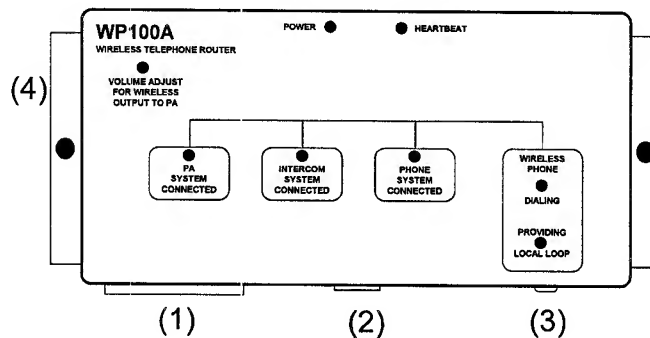 WP100A
WIRELESS TELEPHONE ROUTER
POWER
HEARTBEAT
VOLUME ADJUST
FOR WIRELESS
OUTPUT TO PA
(4)
PA
SYSTEM
CONNECTED
INTERCOM
SYSTEM
CONNECTED
PHONE
SYSTEM
CONNECTED
WIRELESS
PHONE
DIALING
PROVIDING
LOCAL LOOP
(1)
(2)
(3)